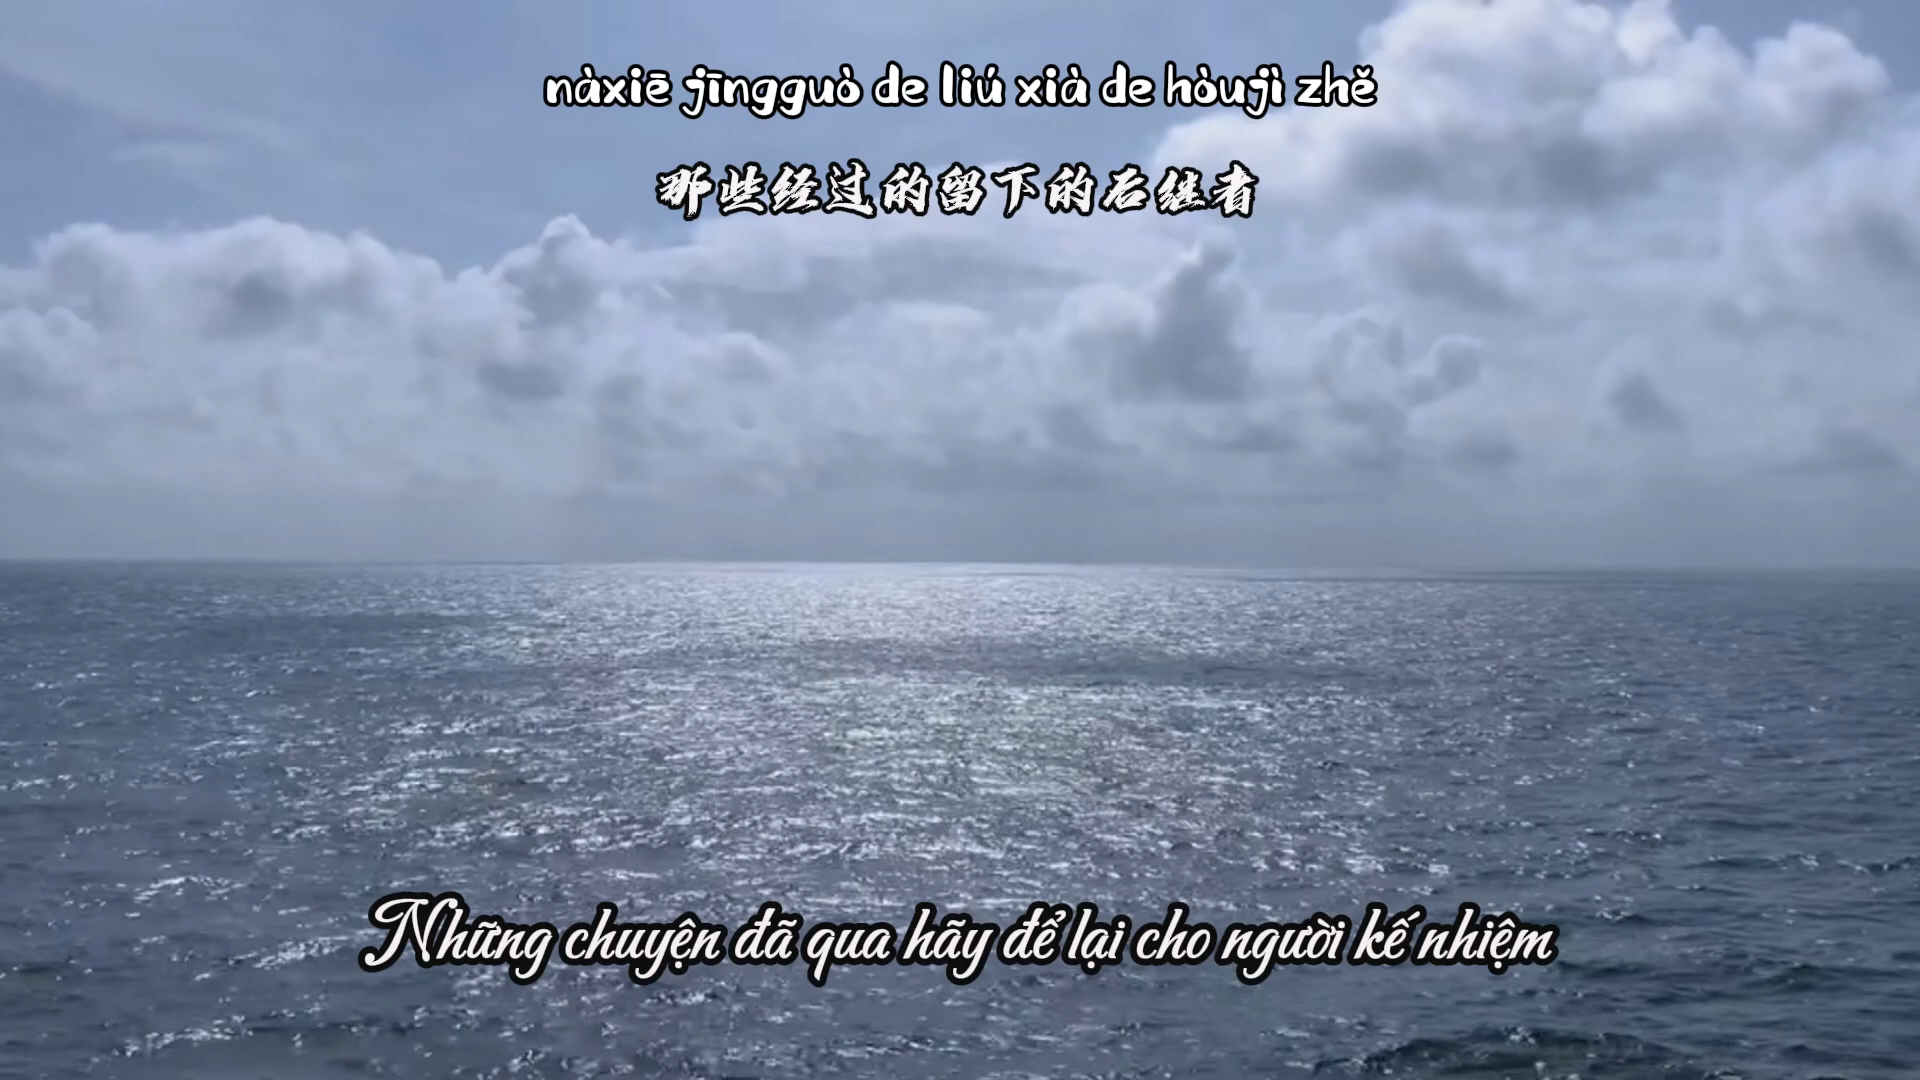 nàxiē jīngguò de liú xià de hòujì zhě
那些经过的留下的后继者
Những chuyện đã qua hãy để lại cho người kế nhiệm